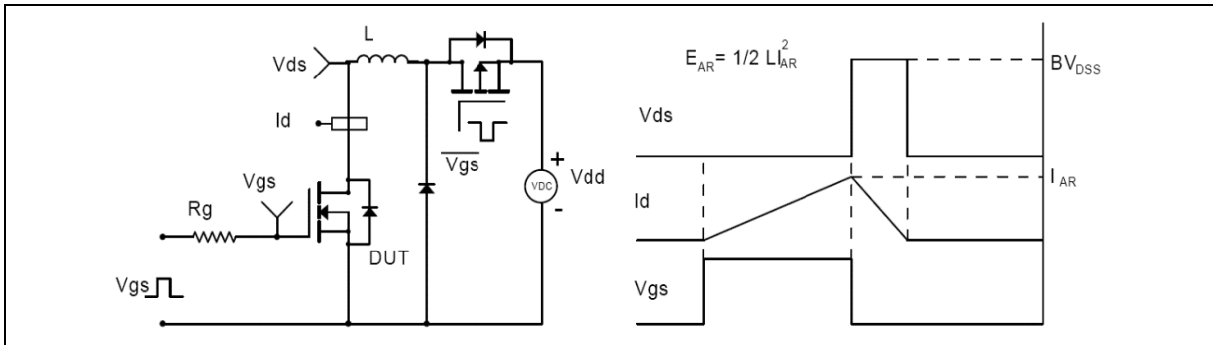 L
Vds
Id
Vgs
Vgs
Rg
DUT
Vgs
+
VDC
-
Vdd
E_AR = 1/2 LI_AR^2
BV_DSS
Vds
I_AR
Id
Vgs